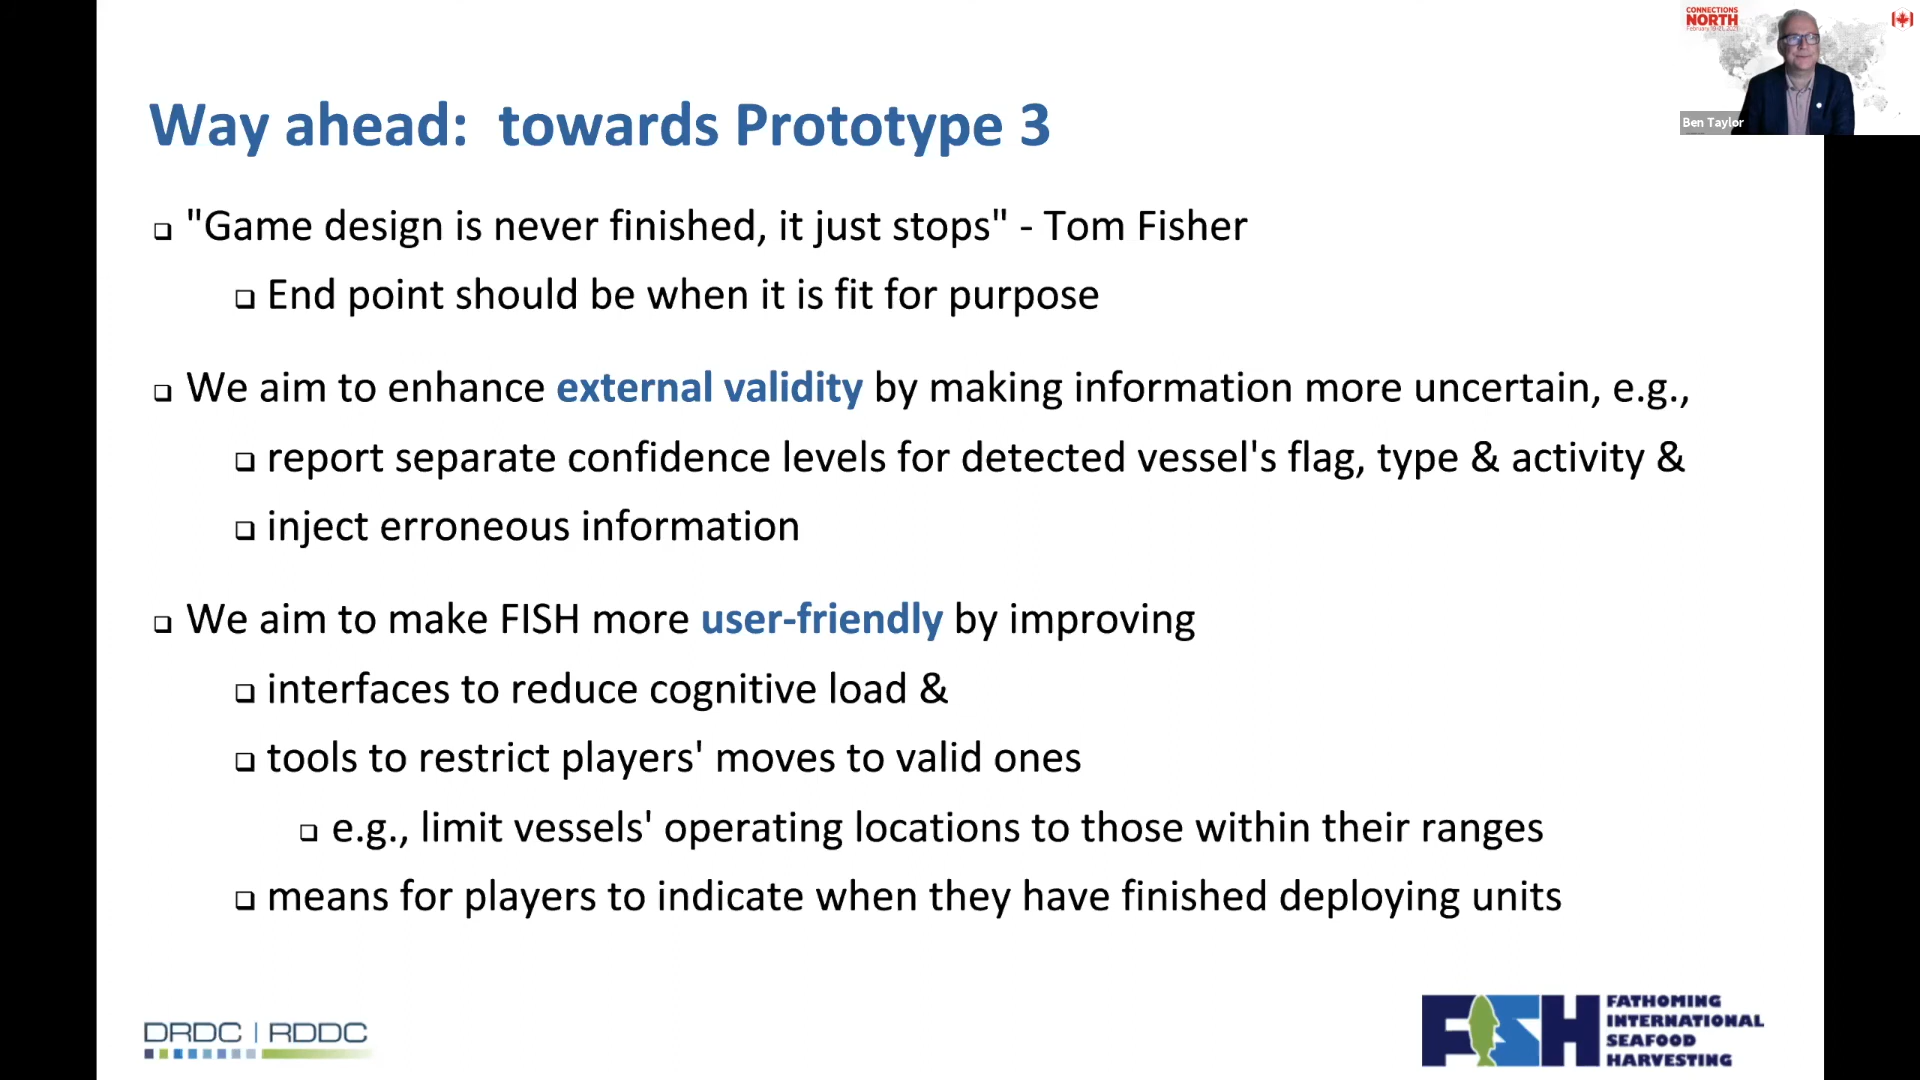 CONNECTIONS
NORTH
Ben Taylor
Way ahead:  towards Prototype 3
"Game design is never finished, it just stops" - Tom Fisher
End point should be when it is fit for purpose
We aim to enhance external validity by making information more uncertain, e.g.,
report separate confidence levels for detected vessel's flag, type & activity &
inject erroneous information
We aim to make FISH more user-friendly by improving
interfaces to reduce cognitive load &
tools to restrict players' moves to valid ones
e.g., limit vessels' operating locations to those within their ranges
means for players to indicate when they have finished deploying units
DRDC | RDDC
FISH
FATHOMING
INTERNATIONAL
SEAFOOD
HARVESTING